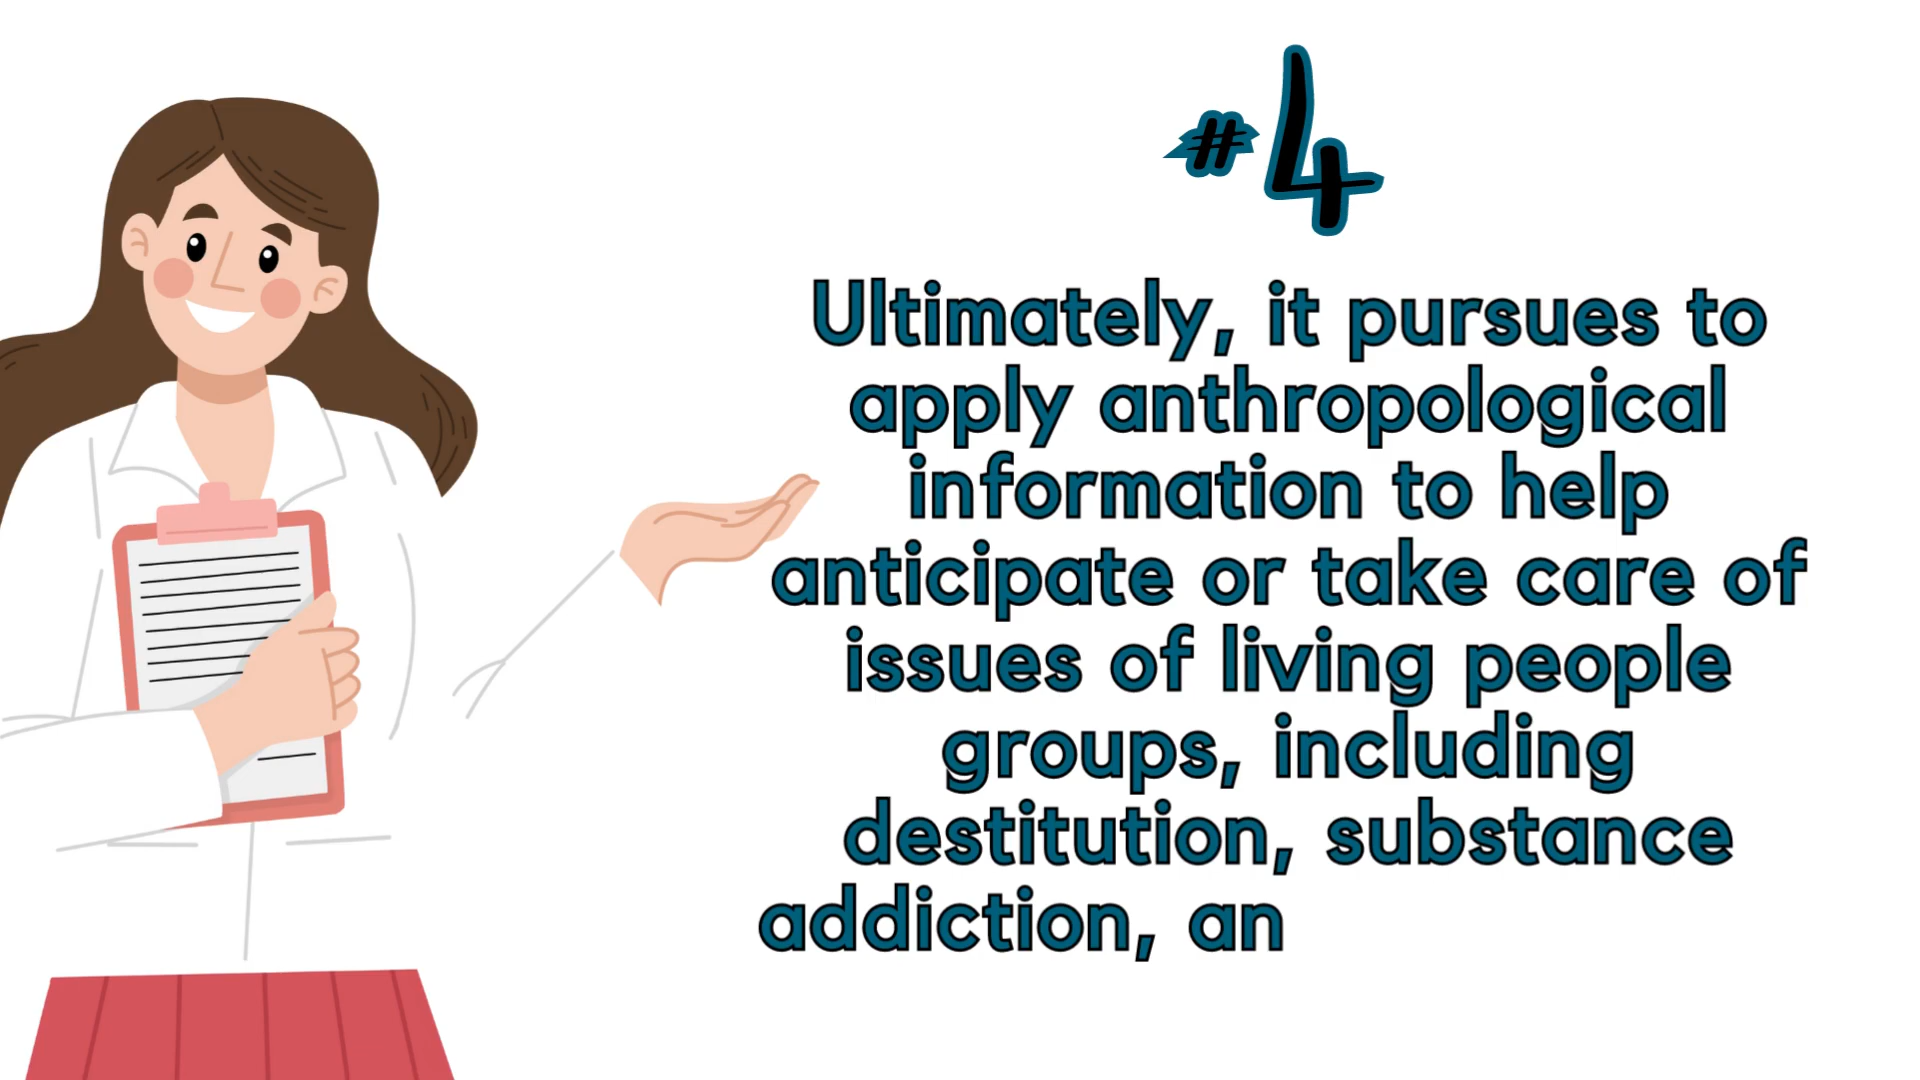 #4
Ultimately, it pursues to
apply anthropological
information to help
anticipate or take care of
issues of living people
groups, including
destitution, substance
addiction, an